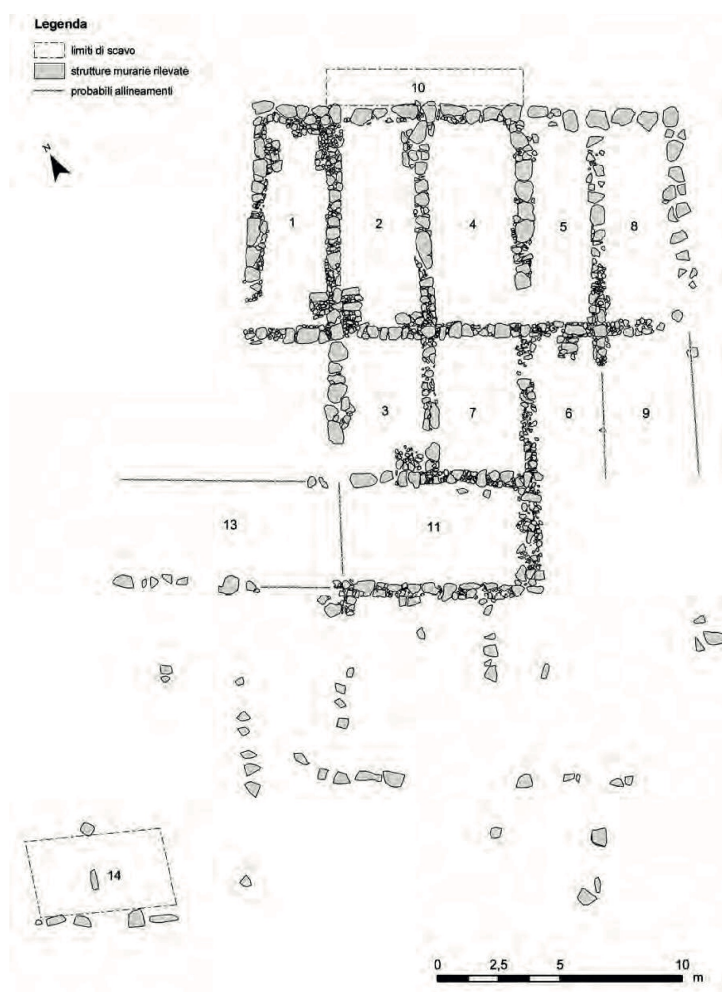 Legenda
limiti di scavo
strutture murarie rilevate
probabili allineamenti
N
10
1 2 4 5 8
3 7 6 9
13 11
14
0 2,5 5 10
m